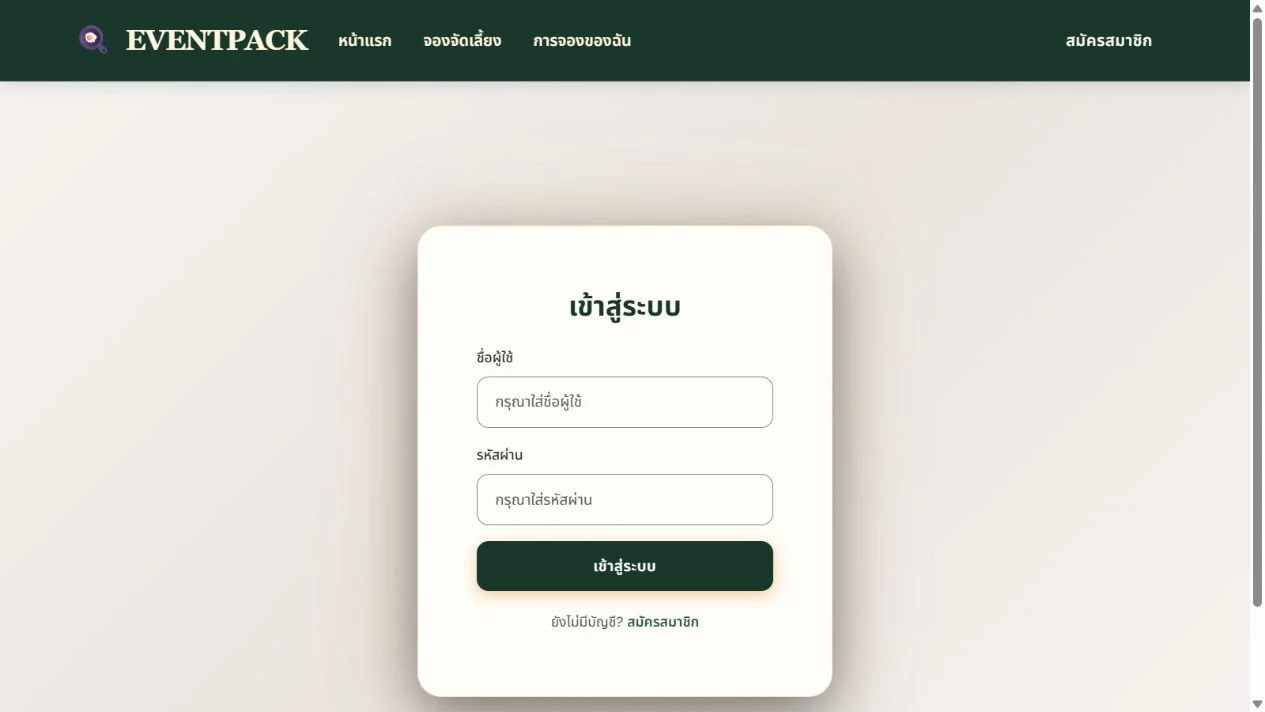 EVENTPACK
หน้าแรก
จองจัดเลี้ยง
การจองของฉัน
สมัครสมาชิก
เข้าสู่ระบบ
ชื่อผู้ใช้
กรุณาใส่ชื่อผู้ใช้
รหัสผ่าน
กรุณาใส่รหัสผ่าน
เข้าสู่ระบบ
ยังไม่มีบัญชี? สมัครสมาชิก